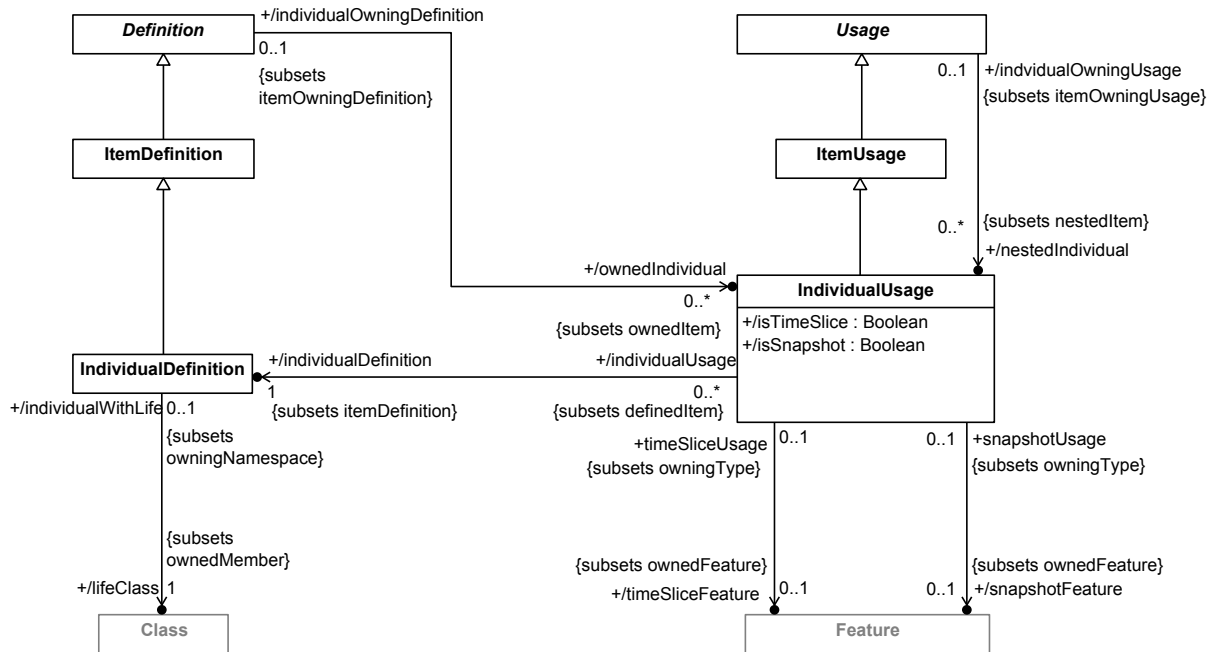 Definition
+/individualOwningDefinition
0..1
{subsets
itemOwningDefinition}
Usage
0..1
+/indvidualOwningUsage
{subsets itemOwningUsage}
ItemDefinition
ItemUsage
0..*
{subsets nestedItem}
+/nestedIndividual
+/ownedIndividual
0..*
{subsets ownedItem}
IndividualUsage
+/isTimeSlice : Boolean
+/isSnapshot : Boolean
IndividualDefinition
+/individualDefinition
1
{subsets itemDefinition}
+/individualUsage
0..*
{subsets definedItem}
+/individualWithLife
0..1
{subsets
owningNamespace}
+timeSliceUsage
0..1
{subsets owningType}
0..1
+snapshotUsage
{subsets owningType}
{subsets
ownedMember}
+/lifeClass
1
{subsets ownedFeature}
+/timeSliceFeature
0..1
{subsets ownedFeature}
0..1
+/snapshotFeature
Class
Feature